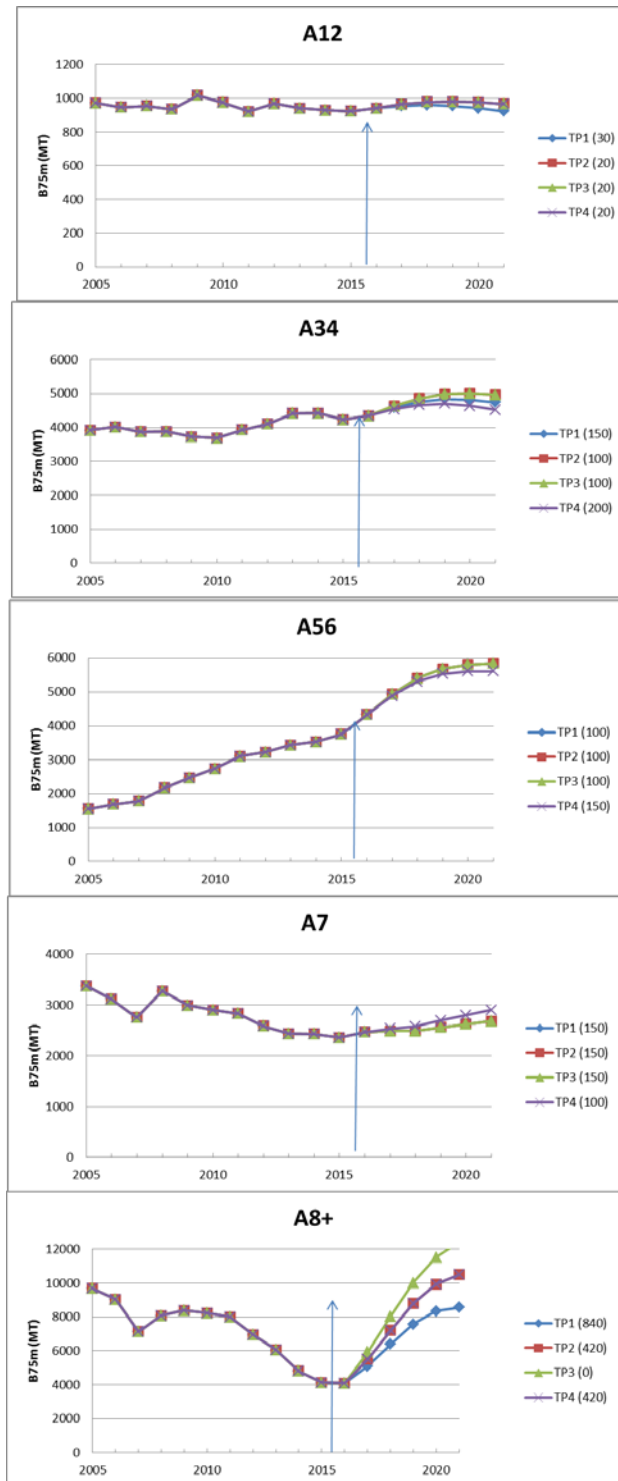 A12
1200
1000
800
600
400
200
0
B75m (MT)
2005 2010 2015 2020
TP1 (30)
TP2 (20)
TP3 (20)
TP4 (20)
A34
6000
5000
4000
3000
2000
1000
0
B75m (MT)
2005 2010 2015 2020
TP1 (150)
TP2 (100)
TP3 (100)
TP4 (200)
A56
6000
5000
4000
3000
2000
1000
0
B75m (MT)
2005 2010 2015 2020
TP1 (100)
TP2 (100)
TP3 (100)
TP4 (150)
A7
4000
3000
2000
1000
0
B75m (MT)
2005 2010 2015 2020
TP1 (150)
TP2 (150)
TP3 (150)
TP4 (100)
A8+
12000
10000
8000
6000
4000
2000
0
B75m (MT)
2005 2010 2015 2020
TP1 (840)
TP2 (420)
TP3 (0)
TP4 (420)